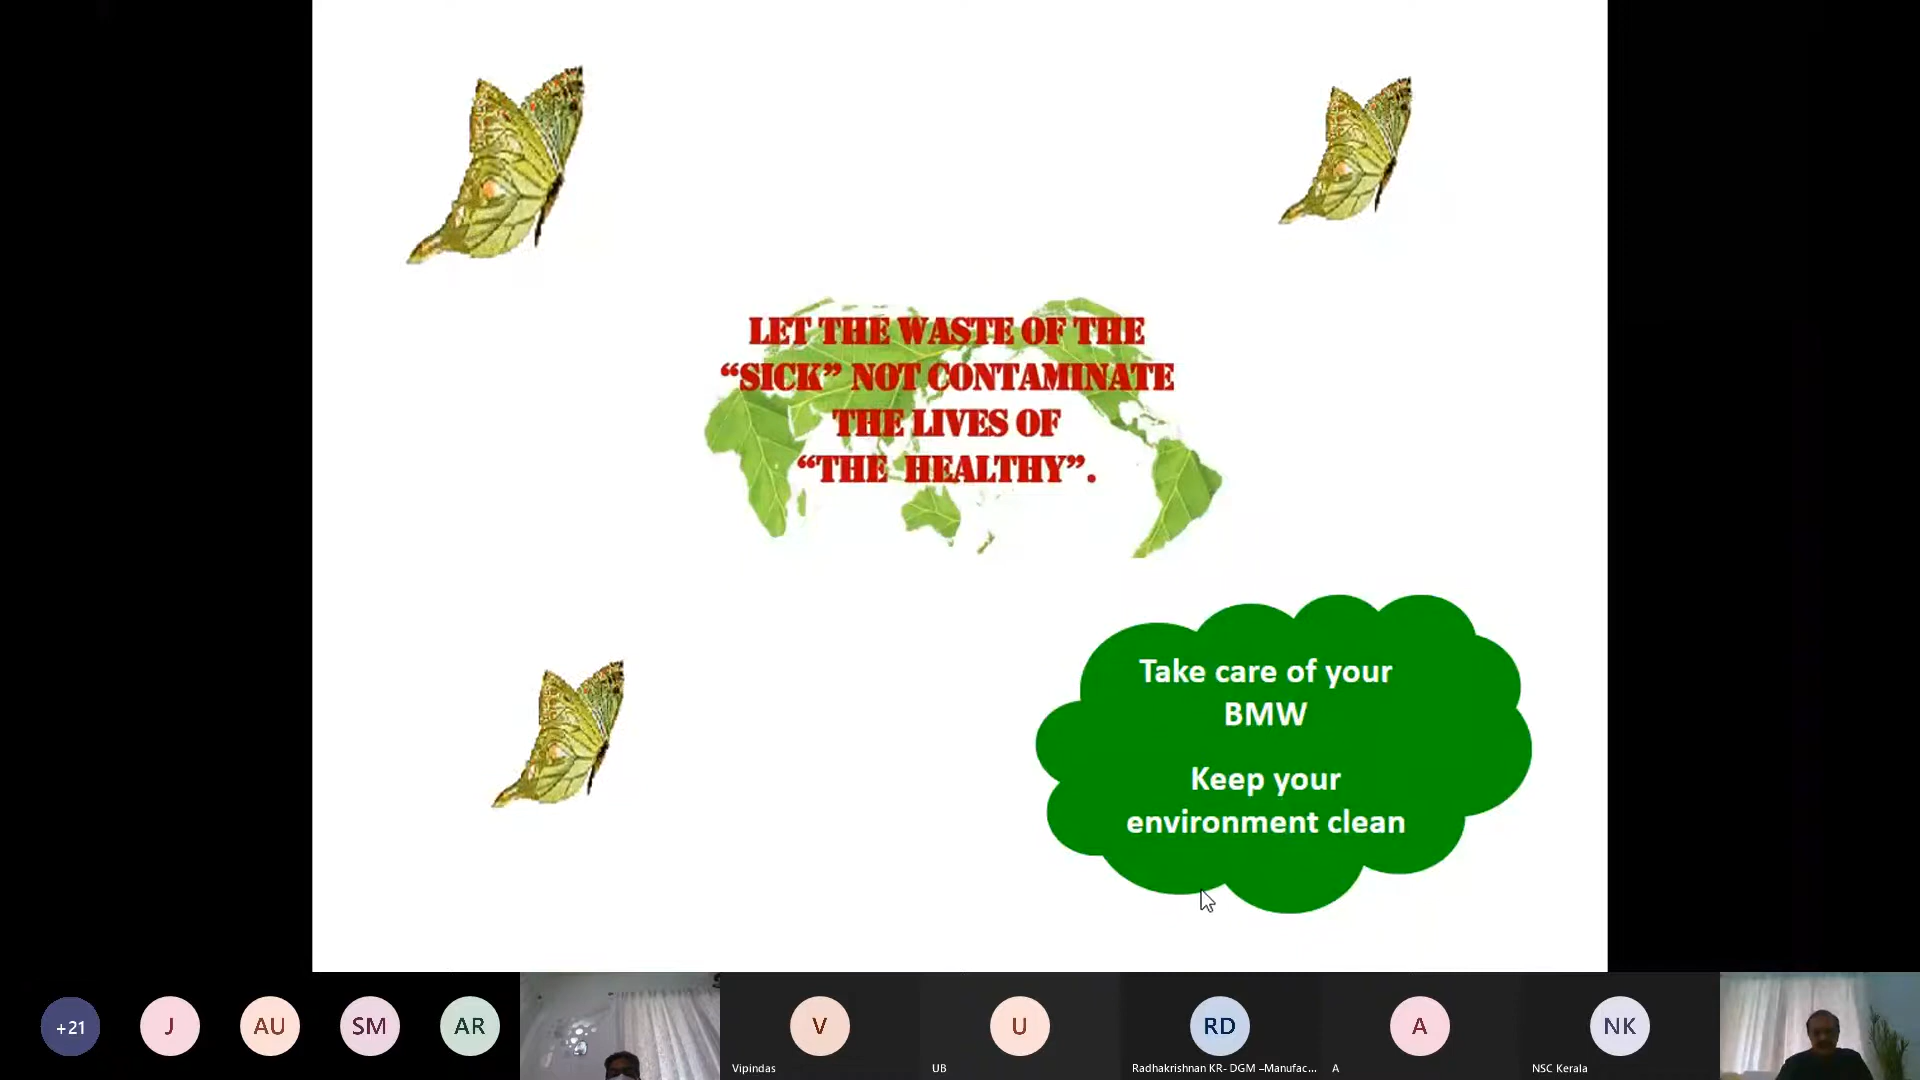 LET THE WASTE OF THE
“SICK” NOT CONTAMINATE
THE LIVES OF
“THE HEALTHY”.
Take care of your
BMW
Keep your
environment clean
+21
J
AU
SM
AR
V
Vipindas
U
UB
RD
Radhakrishnan KR- DGM –Manufac...
A
A
NK
NSC Kerala